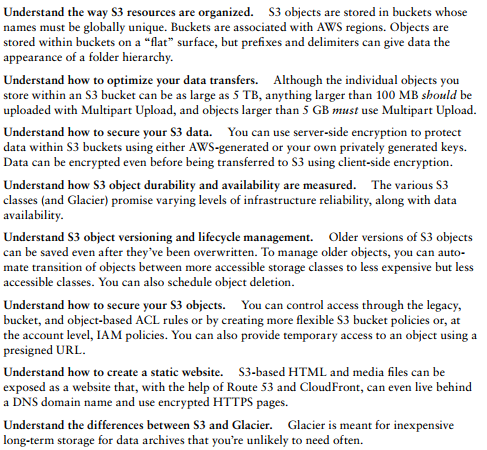 Understand the way S3 resources are organized. S3 objects are stored in buckets whose
names must be globally unique. Buckets are associated with AWS regions. Objects are
stored within buckets on a “flat” surface, but prefixes and delimiters can give data the
appearance of a folder hierarchy.
Understand how to optimize your data transfers. Although the individual objects you
store within an S3 bucket can be as large as 5 TB, anything larger than 100 MB should be
uploaded with Multipart Upload, and objects larger than 5 GB must use Multipart Upload.
Understand how to secure your S3 data. You can use server-side encryption to protect
data within S3 buckets using either AWS-generated or your own privately generated keys.
Data can be encrypted even before being transferred to S3 using client-side encryption.
Understand how S3 object durability and availability are measured. The various S3
classes (and Glacier) promise varying levels of infrastructure reliability, along with data
availability.
Understand S3 object versioning and lifecycle management. Older versions of S3 objects
can be saved even after they’ve been overwritten. To manage older objects, you can auto-
mate transition of objects between more accessible storage classes to less expensive but less
accessible classes. You can also schedule object deletion.
Understand how to secure your S3 objects. You can control access through the legacy,
bucket, and object-based ACL rules or by creating more flexible S3 bucket policies or, at
the account level, IAM policies. You can also provide temporary access to an object using a
presigned URL.
Understand how to create a static website. S3-based HTML and media files can be
exposed as a website that, with the help of Route 53 and CloudFront, can even live behind
a DNS domain name and use encrypted HTTPS pages.
Understand the differences between S3 and Glacier. Glacier is meant for inexpensive
long-term storage for data archives that you’re unlikely to need often.